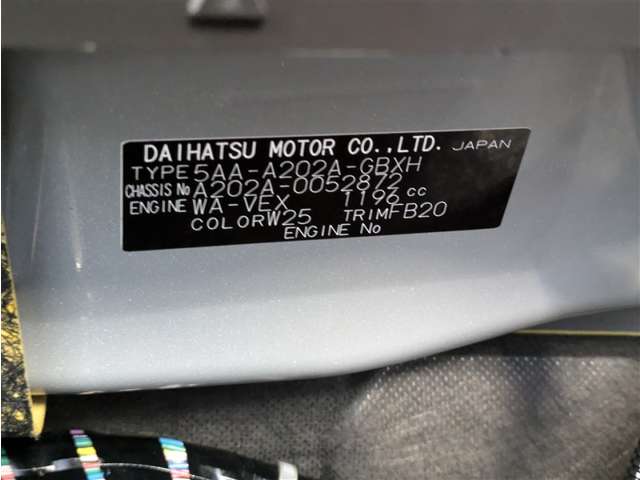 DAIHATSU MOTOR CO.,LTD. JAPAN
TYPE 5AA-A202A-GBXH
CHASSIS No A202A-0052872
ENGINE WA-VEX 1196 cc
COLOR W25 TRIM FB20
ENGINE No